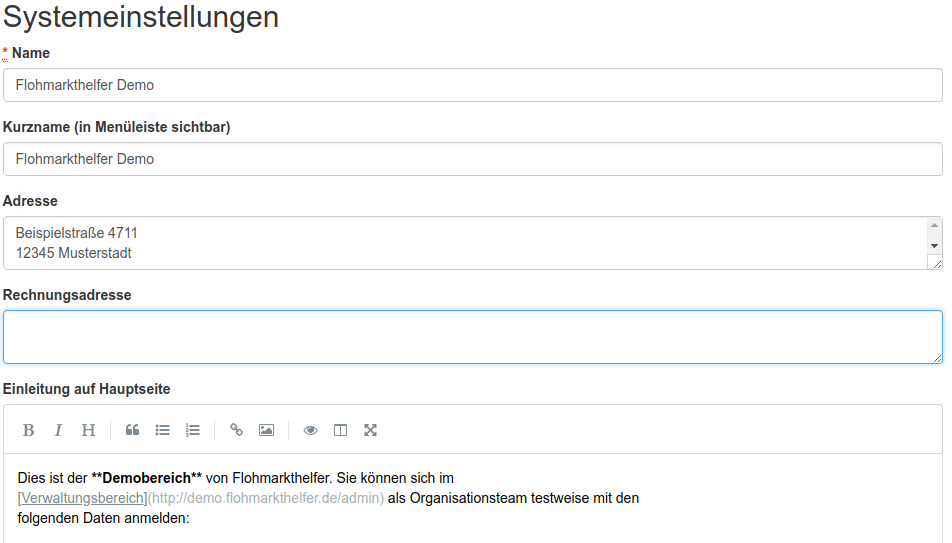 Systemeinstellungen
* Name
Flohmarkthelfer Demo
Kurzname (in Menüleiste sichtbar)
Flohmarkthelfer Demo
Adresse
Beispielstraße 4711
12345 Musterstadt
Rechnungsadresse
Einleitung auf Hauptseite
B I H
Dies ist der **Demobereich** von Flohmarkthelfer. Sie können sich im
[Verwaltungsbereich](http://demo.flohmarkthelfer.de/admin) als Organisationsteam testweise mit den
folgenden Daten anmelden: